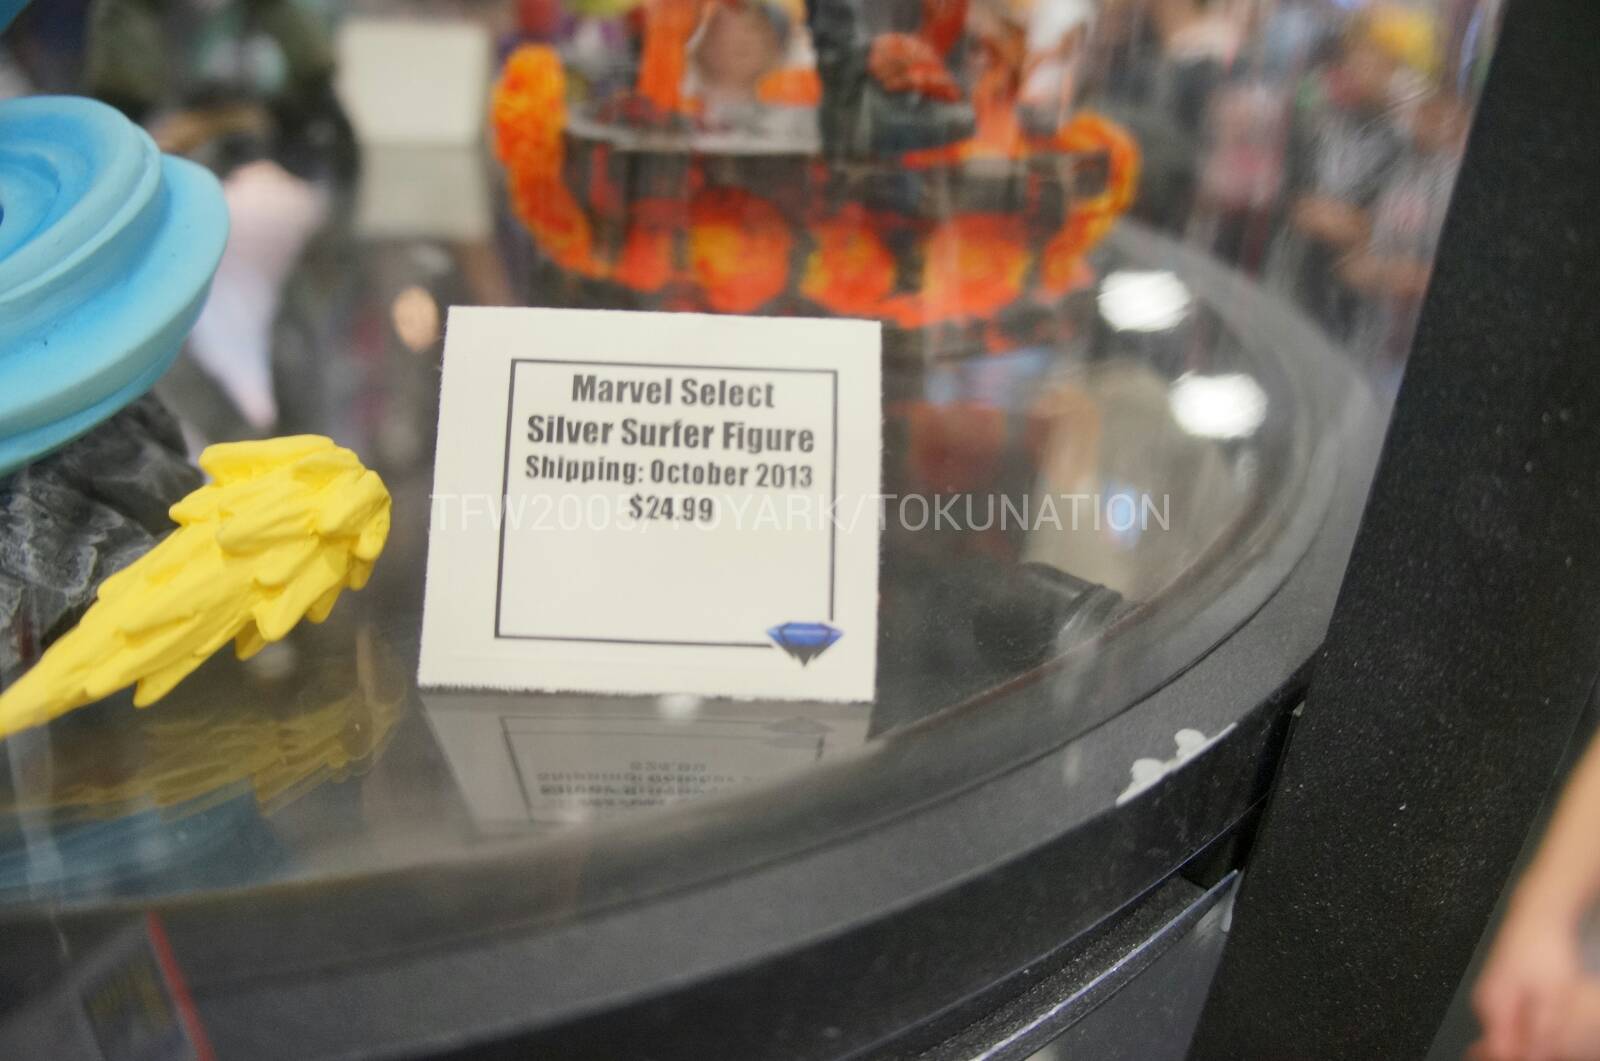 Marvel Select
Silver Surfer Figure
Shipping: October 2013
$24.99
TFW2005/TOYARK/TOKUNATION